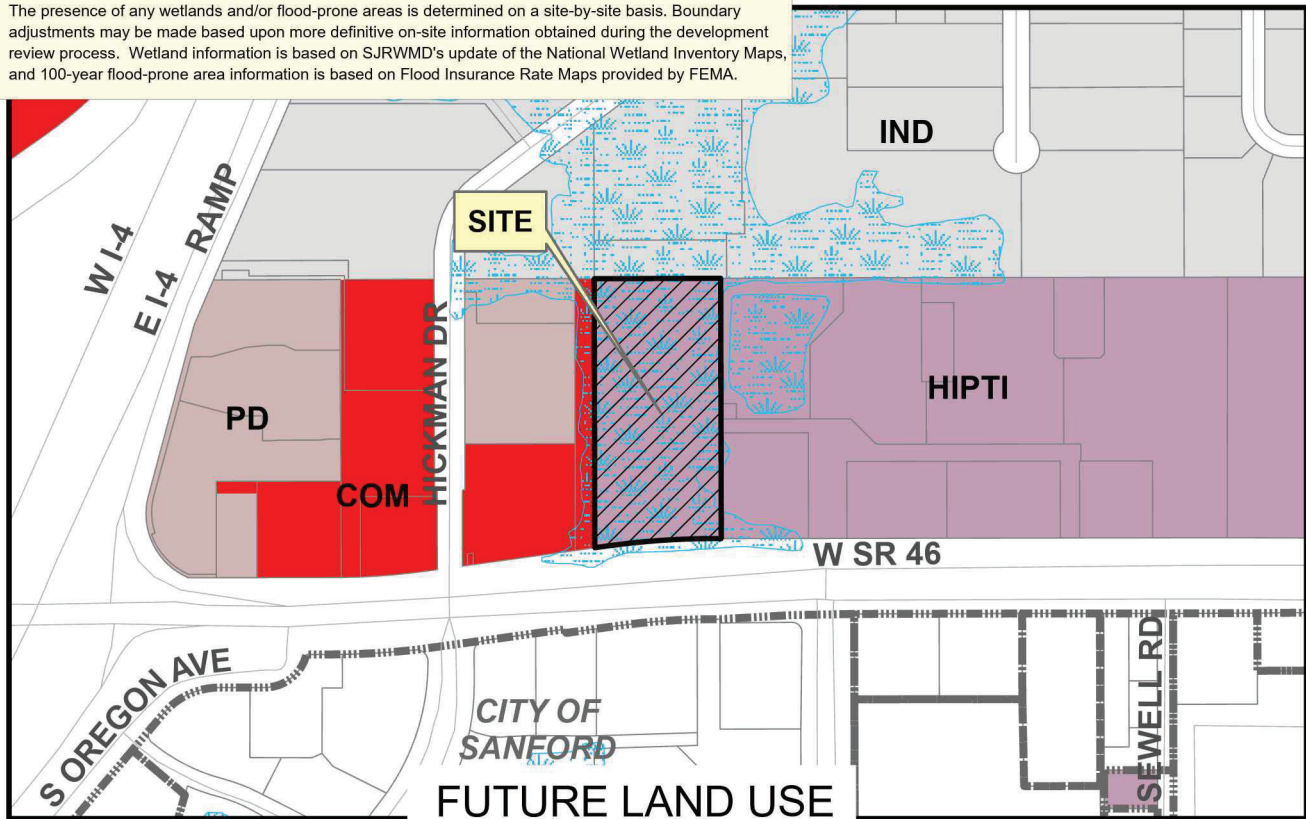 The presence of any wetlands and/or flood-prone areas is determined on a site-by-site basis. Boundary
adjustments may be made based upon more definitive on-site information obtained during the development
review process. Wetland information is based on SJRWMD's update of the National Wetland Inventory Maps,
and 100-year flood-prone area information is based on Flood Insurance Rate Maps provided by FEMA.
IND
W I-4
E I-4 RAMP
SITE
HICKMAN DR
PD
COM
HIPTI
W SR 46
S OREGON AVE
CITY OF
SANFORD
SEWELL RD
FUTURE LAND USE